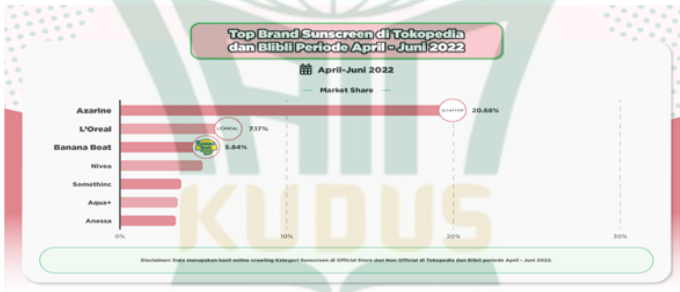 Top Brand Sunscreen di Tokopedia
dan Blibli Periode April - Juni 2022
April-Juni 2022
Market Share
Azarine
AZARINE
20.68%
L'Oreal
L'OREAL
7.17%
Banana Boat
5.84%
Nivea
Somethinc
Aqua+
Anessa
0%
10%
20%
30%
KUDUS
Disclaimer: Data merupakan hasil online crawling Kategori Sunscreen di Official Store dan Non Official di Tokopedia dan Blibli periode April - Juni 2022.